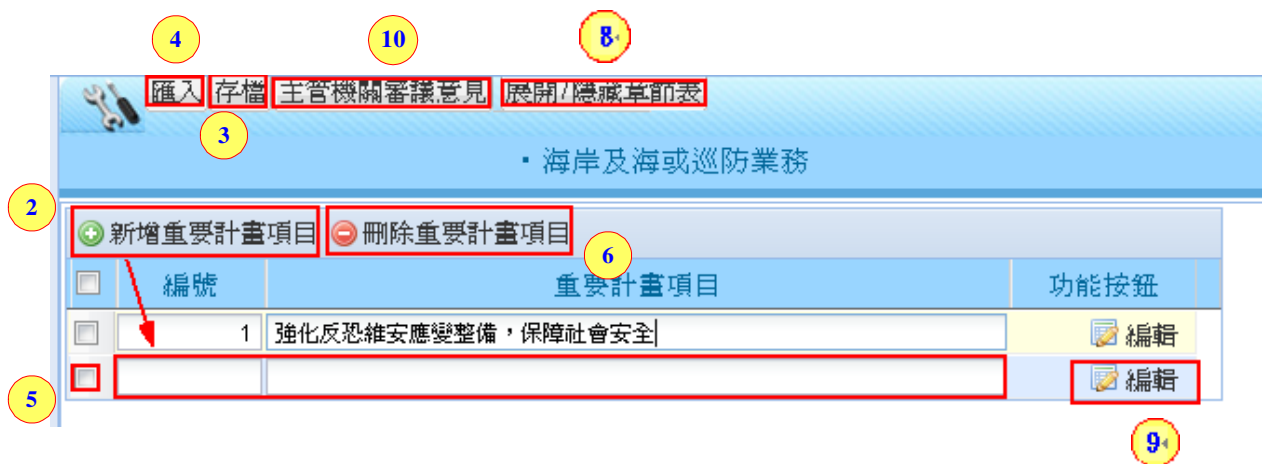 4 10 8
匯入 存檔 主管機關審議意見 展開/隱藏章節表
3
▪海岸及海或巡防業務
2
新增重要計畫項目 刪除重要計畫項目
6
編號 重要計畫項目 功能按鈕
1 強化反恐維安應變整備，保障社會安全 編輯
編輯
5
9